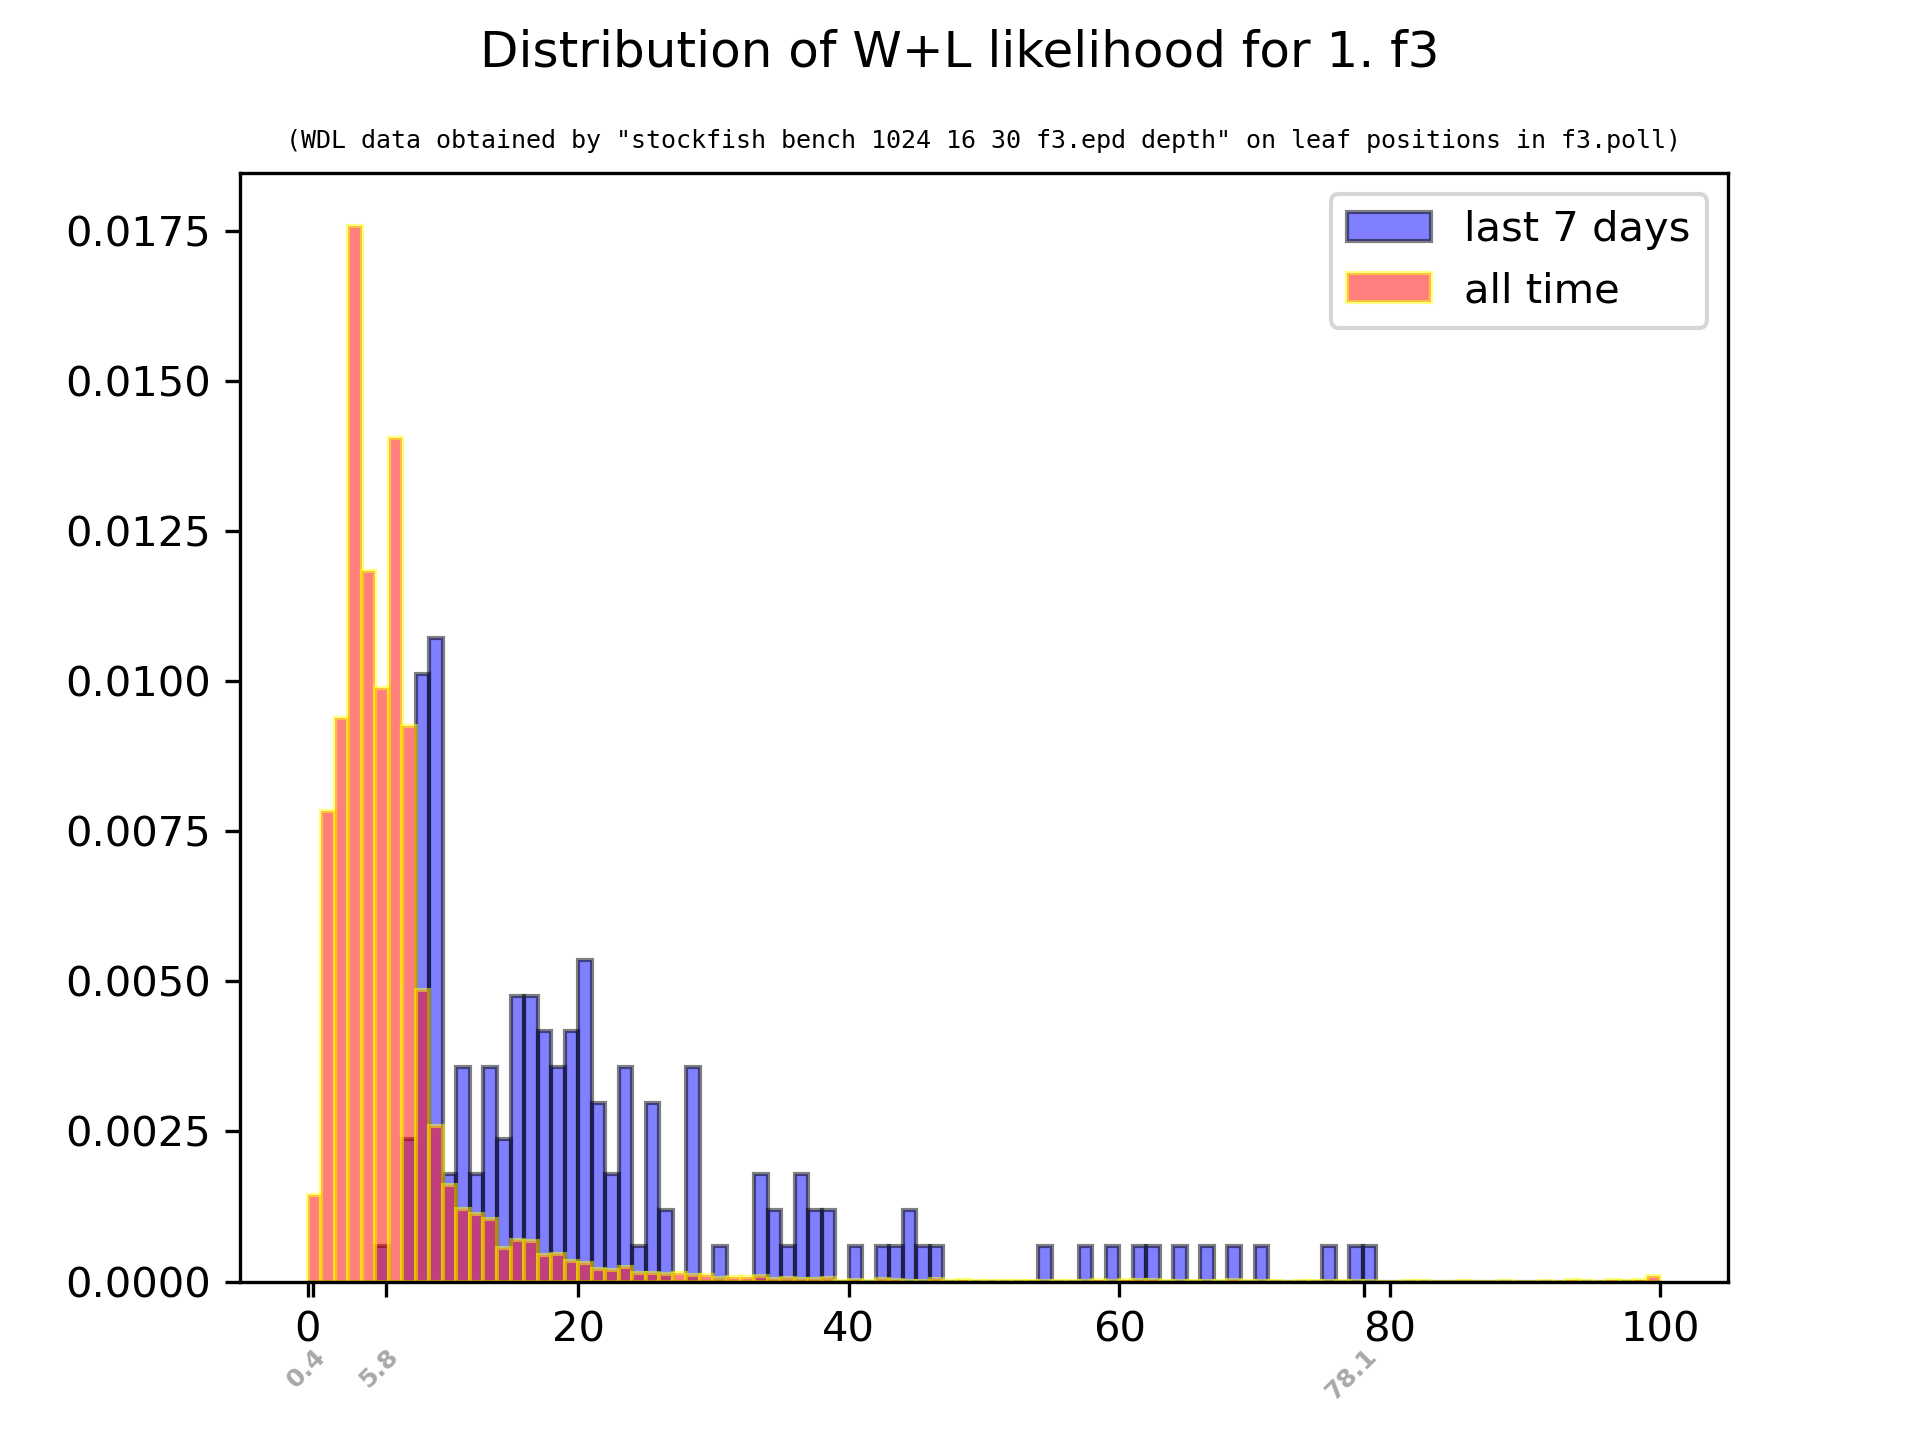 Distribution of W+L likelihood for 1. f3
(WDL data obtained by "stockfish bench 1024 16 30 f3.epd depth" on leaf positions in f3.poll)
last 7 days
all time
0.0175
0.0150
0.0125
0.0100
0.0075
0.0050
0.0025
0.0000
0 20 40 60 80 100
0.4 5.8 78.1